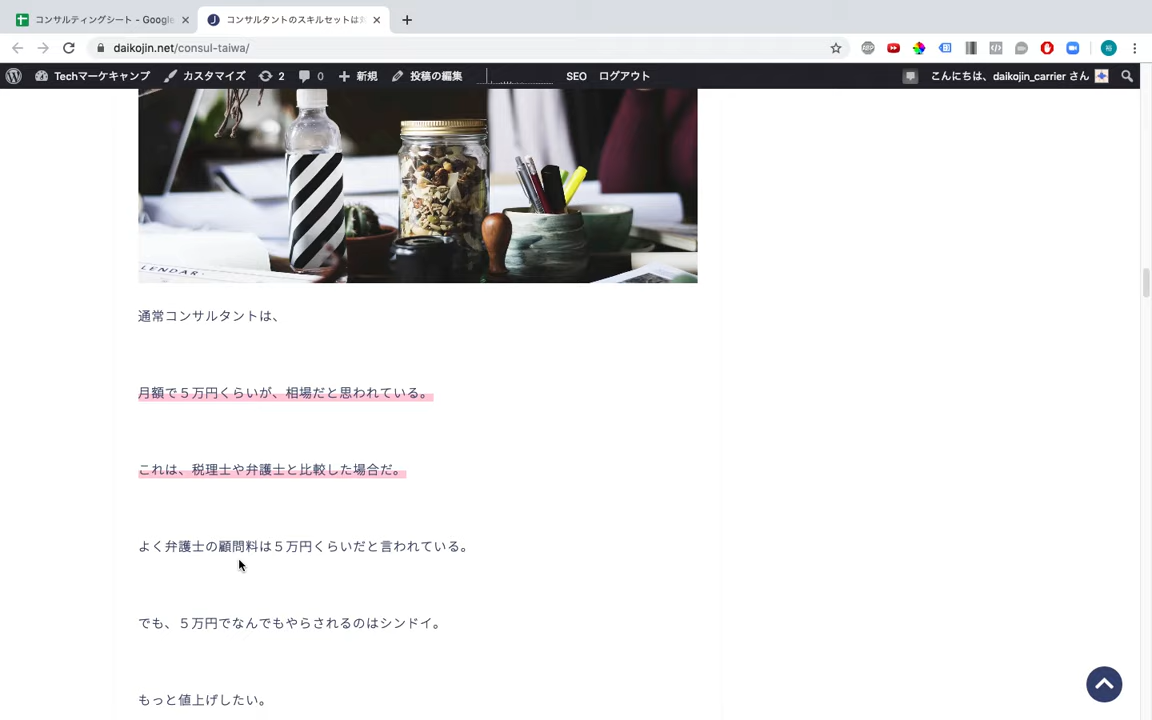 コンサルティングシート - Google
コンサルタントのスキルセットは
daikojin.net/consul-taiwa/
Techマーケキャンプ カスタマイズ 2 0 新規 投稿の編集 SEO ログアウト こんにちは、daikojin_carrier さん
LENDAR
通常コンサルタントは、
月額で５万円くらいが、相場だと思われている。
これは、税理士や弁護士と比較した場合だ。
よく弁護士の顧問料は５万円くらいだと言われている。
でも、５万円でなんでもやらされるのはシンドイ。
もっと値上げしたい。